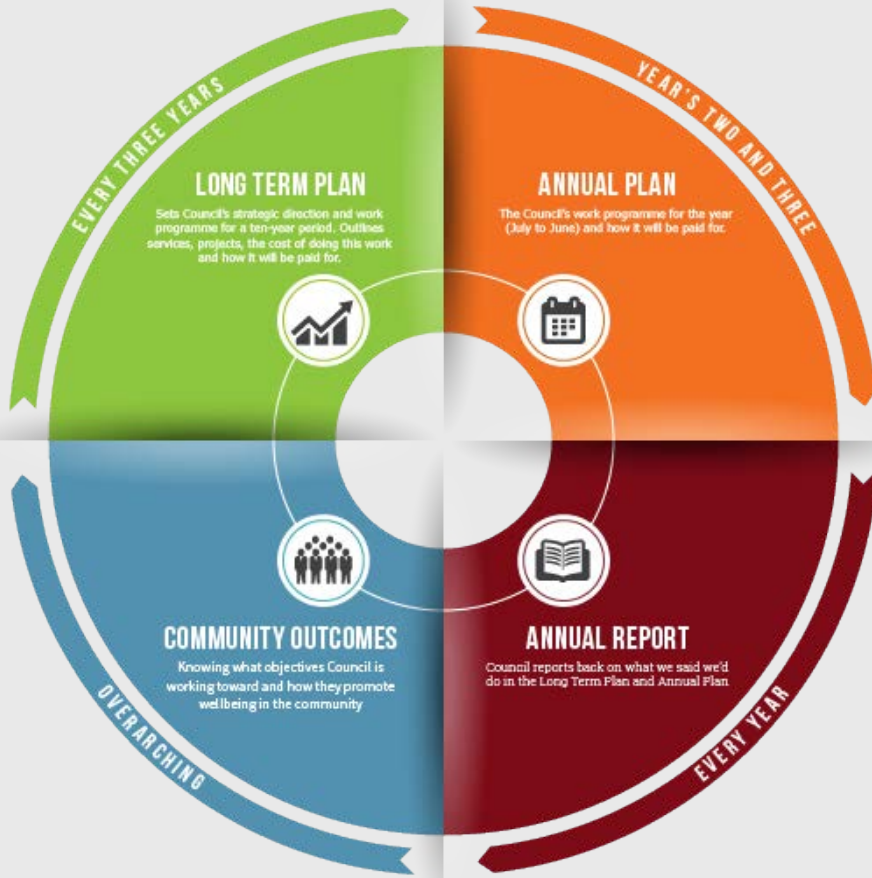 EVERY THREE YEARS
LONG TERM PLAN
Sets Council's strategic direction and work
programme for a ten-year period. Outlines
services, projects, the cost of doing this work
and how it will be paid for.
YEAR'S TWO AND THREE
ANNUAL PLAN
The Council's work programme for the year
(July to June) and how it will be paid for.
COMMUNITY OUTCOMES
Knowing what objectives Council is
working toward and how they promote
wellbeing in the community
OVERARCHING
ANNUAL REPORT
Council reports back on what we said we'd
do in the Long Term Plan and Annual Plan
EVERY YEAR